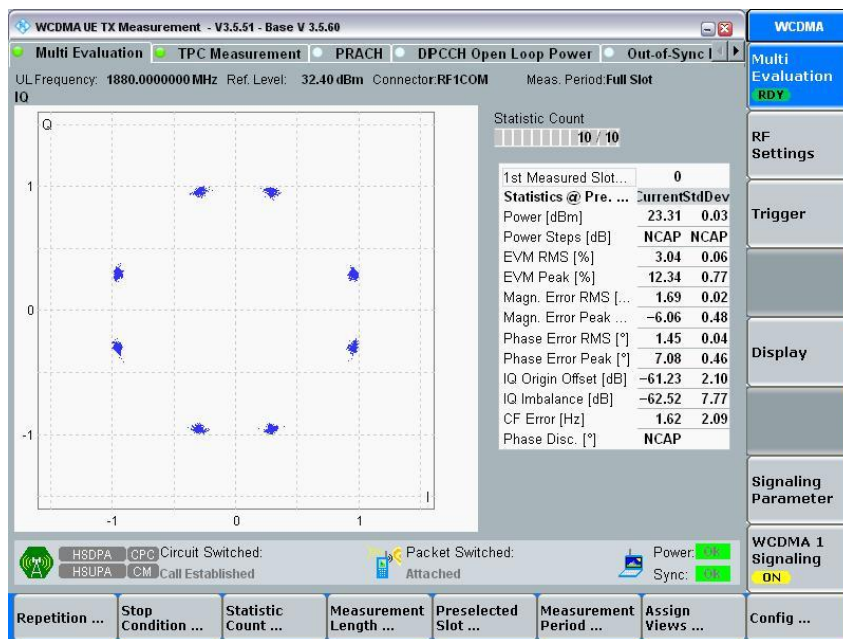 WCDMA UE TX Measurement - V3.5.51 - Base V 3.5.60
WCDMA
Multi Evaluation TPC Measurement PRACH DPCCH Open Loop Power Out-of-Sync
UL Frequency: 1880.0000000 MHz Ref. Level: 32.40 dBm Connector:RF1COM Meas. Period:Full Slot
IQ
Q
1
0
-1
-1 0 1
I
Statistic Count
10 / 10
1st Measured Slot... 0
Statistics @ Pre. ... Current StdDev
Power [dBm] 23.31 0.03
Power Steps [dB] NCAP NCAP
EVM RMS [%] 3.04 0.06
EVM Peak [%] 12.34 0.77
Magn. Error RMS [... 1.69 0.02
Magn. Error Peak ... −6.06 0.48
Phase Error RMS [°] 1.45 0.04
Phase Error Peak [°] 7.08 0.46
IQ Origin Offset [dB] −61.23 2.10
IQ Imbalance [dB] −62.52 7.77
CF Error [Hz] 1.62 2.09
Phase Disc. [°] NCAP
Multi
Evaluation
RDY
RF
Settings
Trigger
Display
Signaling
Parameter
WCDMA 1
Signaling
ON
HSDPA CPC Circuit Switched: Packet Switched: Power: OK
HSUPA CM Call Established Attached Sync: OK
Repetition ...
Stop
Condition ...
Statistic
Count ...
Measurement
Length ...
Preselected
Slot ...
Measurement
Period ...
Assign
Views ...
Config ...